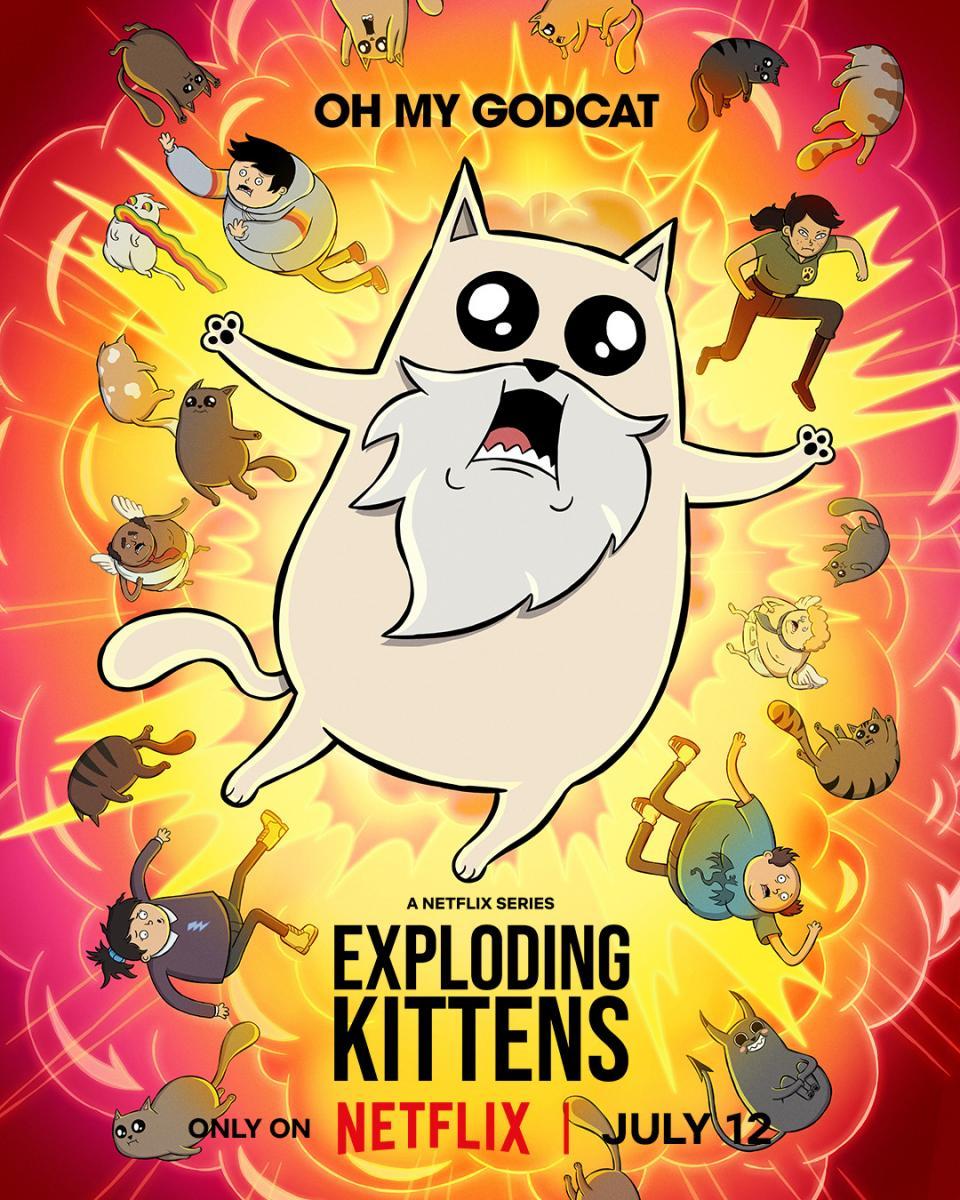 OH MY GODCAT
A NETFLIX SERIES
EXPLODING
KITTENS
ONLY ON NETFLIX | JULY 12